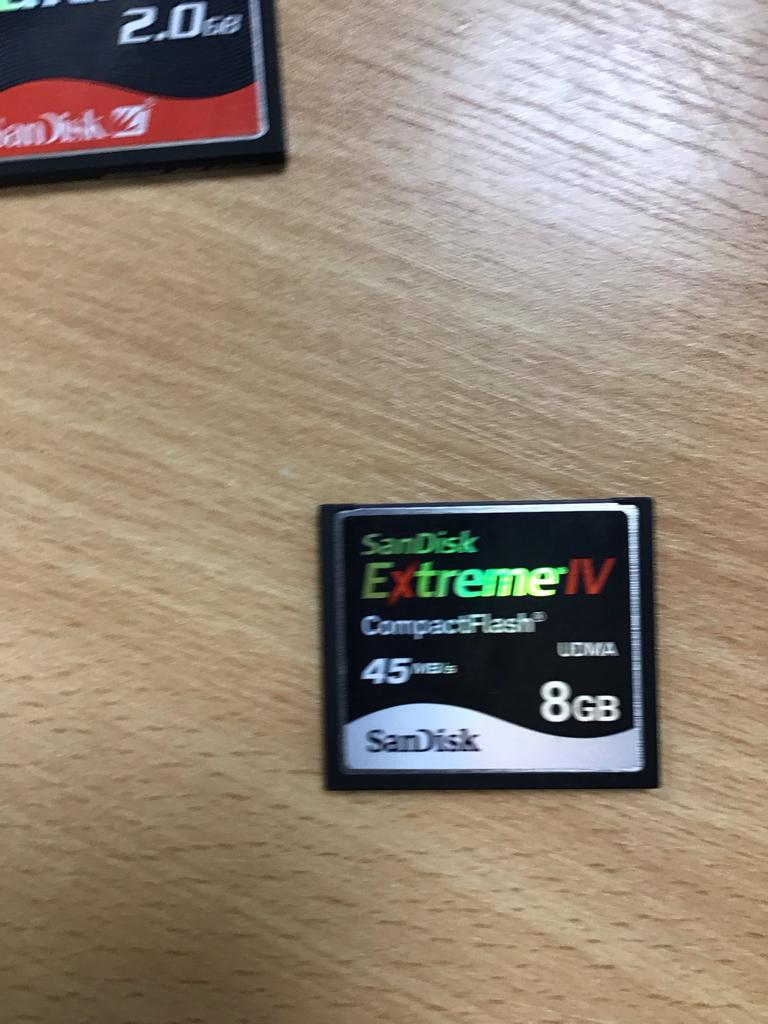 2.0GB
SanDisk
SanDisk
Extreme IV
CompactFlash®
UDMA
45MB/s
8GB
SanDisk